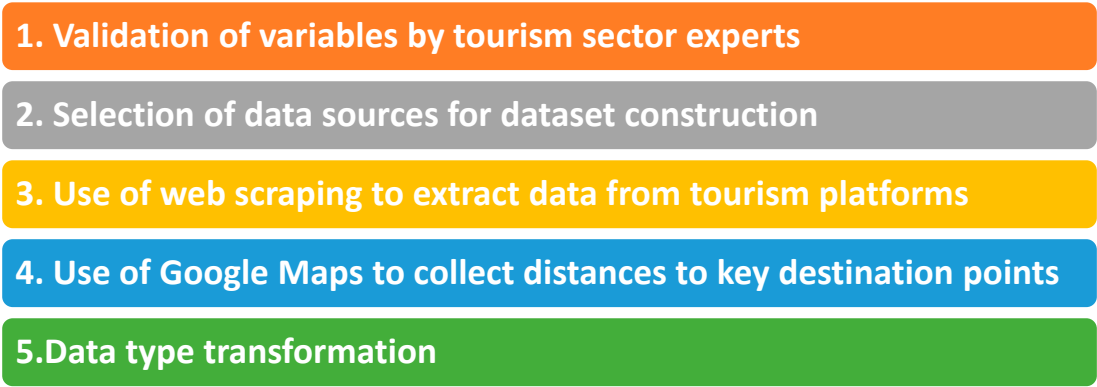 1. Validation of variables by tourism sector experts
2. Selection of data sources for dataset construction
3. Use of web scraping to extract data from tourism platforms
4. Use of Google Maps to collect distances to key destination points
5.Data type transformation